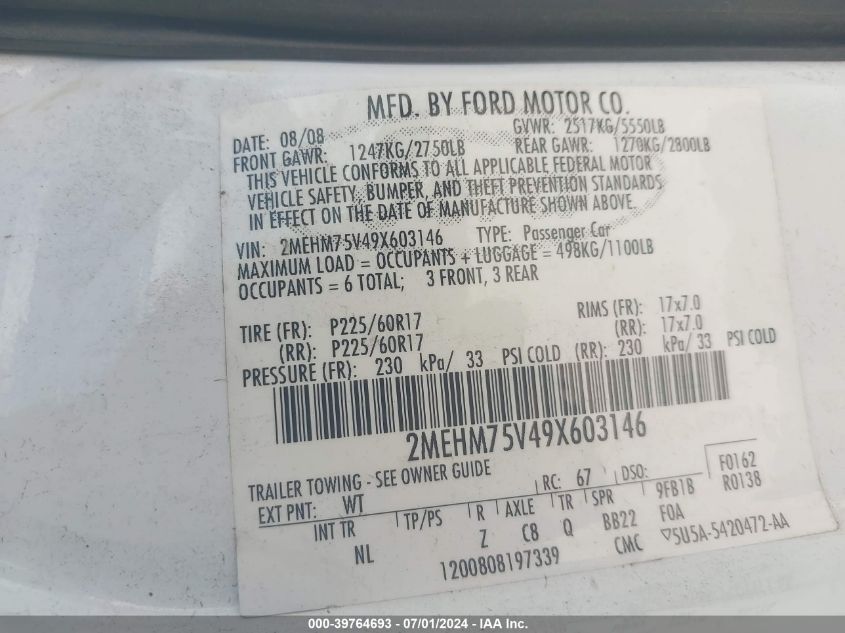 MFD. BY FORD MOTOR CO.
DATE: 08/08 GVWR: 2517KG/5550LB
FRONT GAWR: 1247KG/2750LB REAR GAWR: 1270KG/2800LB
THIS VEHICLE CONFORMS TO ALL APPLICABLE FEDERAL MOTOR
VEHICLE SAFETY, BUMPER, AND THEFT PREVENTION STANDARDS
IN EFFECT ON THE DATE OF MANUFACTURE SHOWN ABOVE.
VIN: 2MEHM75V49X603146 TYPE: Passenger Car
MAXIMUM LOAD = OCCUPANTS + LUGGAGE = 498KG/1100LB
OCCUPANTS = 6 TOTAL; 3 FRONT, 3 REAR
TIRE (FR): P225/60R17 RIMS (FR): 17x7.0
(RR): P225/60R17 (RR): 17x7.0
PRESSURE (FR): 230 kPa/ 33 PSI COLD (RR): 230 kPa/ 33 PSI COLD
2MEHM75V49X603146
TRAILER TOWING - SEE OWNER GUIDE
EXT PNT: WT RC: 67 DSO: F0162
INT TR TP/PS R AXLE TR SPR 9FB1B R0138
NL Z C8 Q BB22 FOA
1200808197339 CMC ▽5U5A-5420472-AA
000-39764693 - 07/01/2024 - IAA Inc.